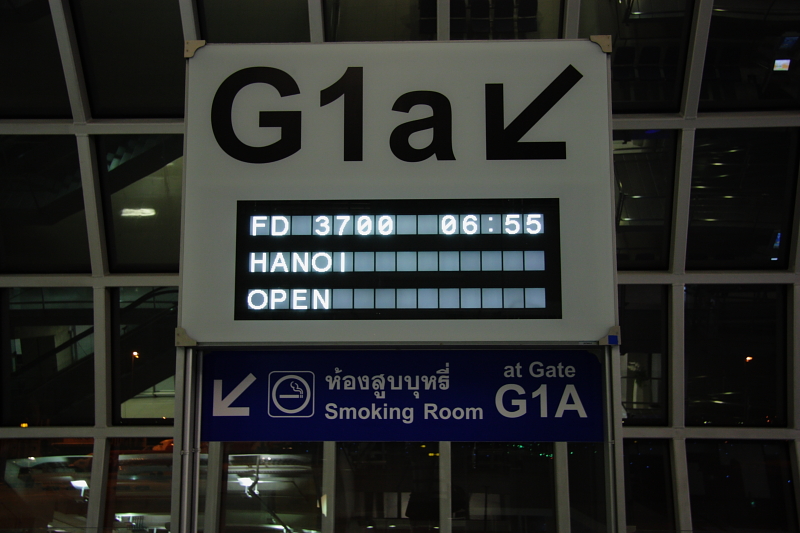 G1a
FD 3700 06:55
HANOI
OPEN
ห้องสูบบุหรี่
Smoking Room
at Gate
G1A